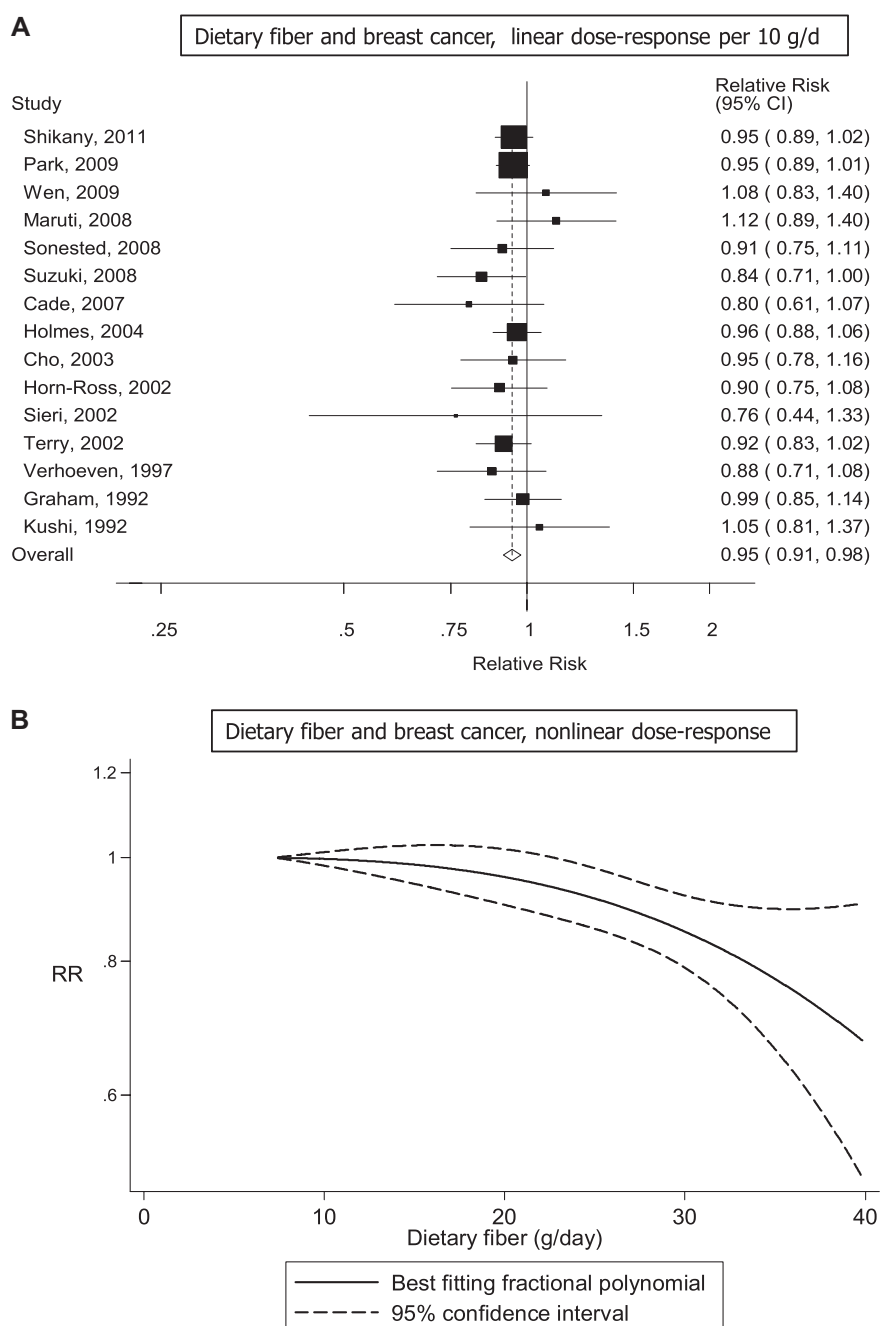 A
Dietary fiber and breast cancer, linear dose-response per 10 g/d
Relative Risk
Study (95% CI)
Shikany, 2011 0.95 ( 0.89, 1.02)
Park, 2009 0.95 ( 0.89, 1.01)
Wen, 2009 1.08 ( 0.83, 1.40)
Maruti, 2008 1.12 ( 0.89, 1.40)
Sonested, 2008 0.91 ( 0.75, 1.11)
Suzuki, 2008 0.84 ( 0.71, 1.00)
Cade, 2007 0.80 ( 0.61, 1.07)
Holmes, 2004 0.96 ( 0.88, 1.06)
Cho, 2003 0.95 ( 0.78, 1.16)
Horn-Ross, 2002 0.90 ( 0.75, 1.08)
Sieri, 2002 0.76 ( 0.44, 1.33)
Terry, 2002 0.92 ( 0.83, 1.02)
Verhoeven, 1997 0.88 ( 0.71, 1.08)
Graham, 1992 0.99 ( 0.85, 1.14)
Kushi, 1992 1.05 ( 0.81, 1.37)
Overall 0.95 ( 0.91, 0.98)
.25 .5 .75 1 1.5 2
Relative Risk
B
Dietary fiber and breast cancer, nonlinear dose-response
1.2
1
.8
RR
.6
0 10 20 30 40
Dietary fiber (g/day)
Best fitting fractional polynomial
95% confidence interval